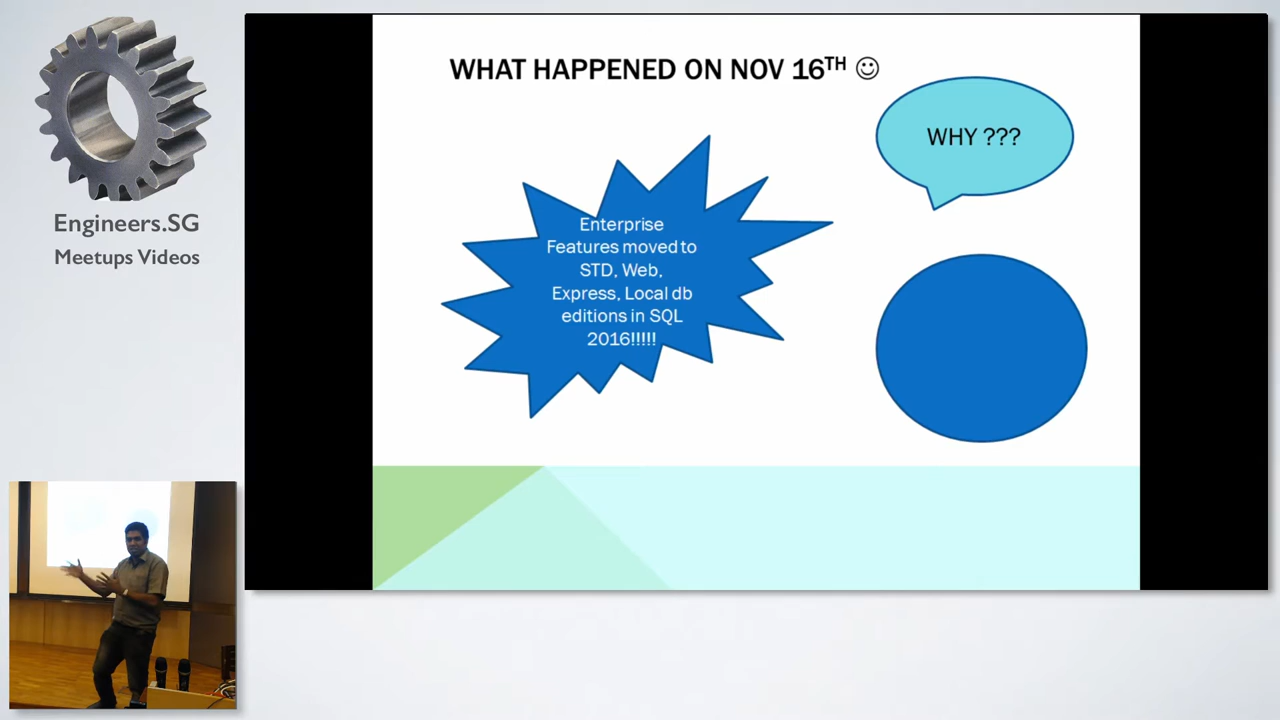 Engineers.SG
Meetups Videos
WHAT HAPPENED ON NOV 16TH ☺
WHY ???
Enterprise
Features moved to
STD, Web,
Express, Local db
editions in SQL
2016!!!!!